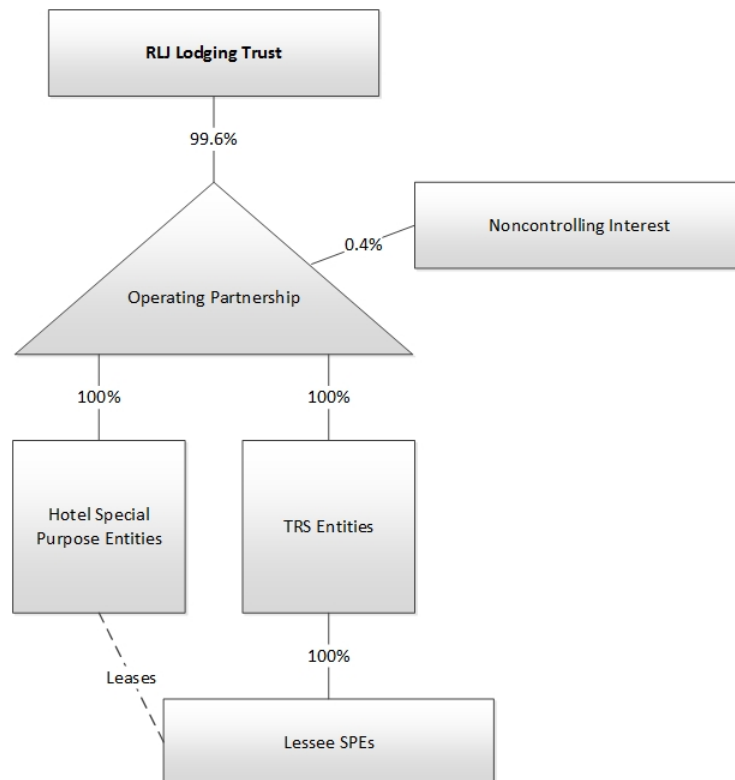 RLJ Lodging Trust
99.6%
Noncontrolling Interest
0.4%
Operating Partnership
100%
100%
Hotel Special
Purpose Entities
TRS Entities
100%
Leases
Lessee SPEs